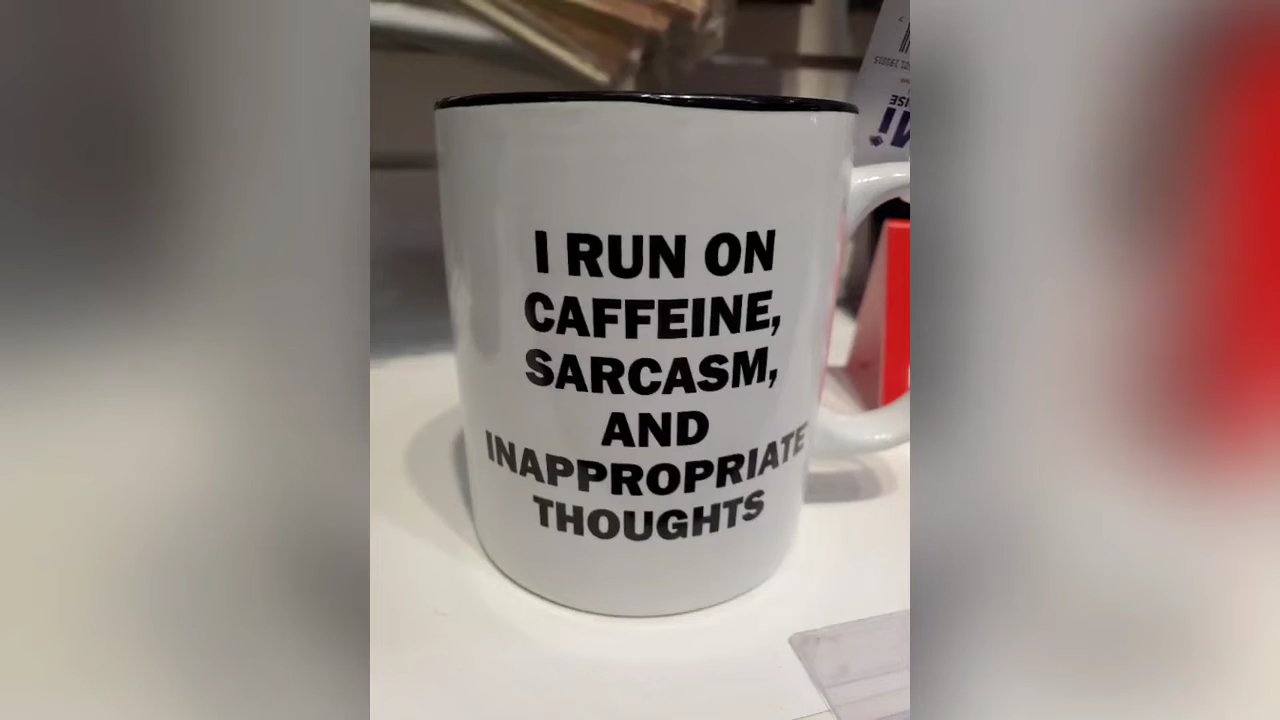 I RUN ON
CAFFEINE,
SARCASM,
AND
INAPPROPRIATE
THOUGHTS